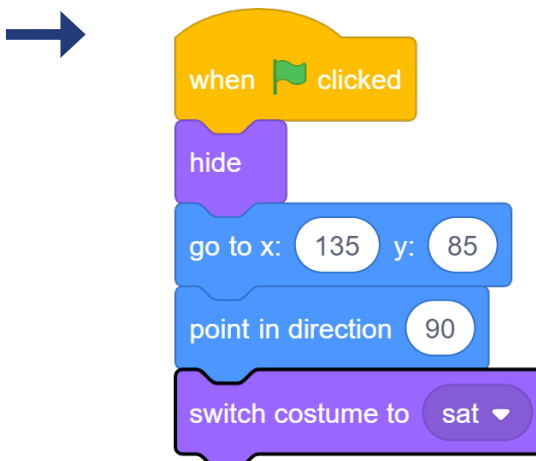 when clicked
hide
go to x: 135 y: 85
point in direction 90
switch costume to sat